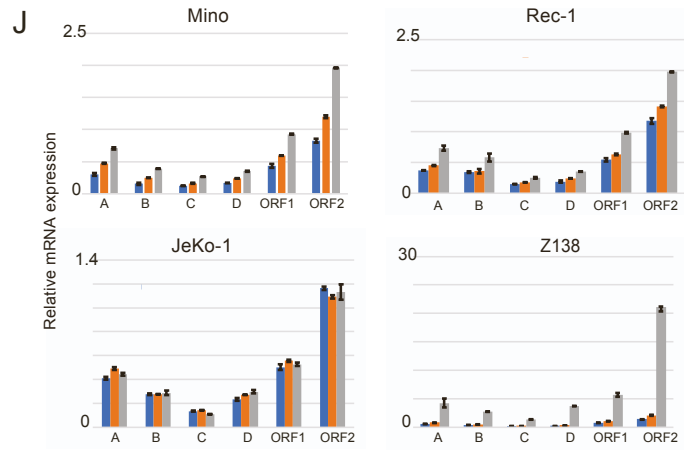 J
Mino
Rec-1
2.5
2.5
0
0
A B C D ORF1 ORF2
A B C D ORF1 ORF2
Relative mRNA expression
JeKo-1
Z138
1.4
30
0
0
A B C D ORF1 ORF2
A B C D ORF1 ORF2